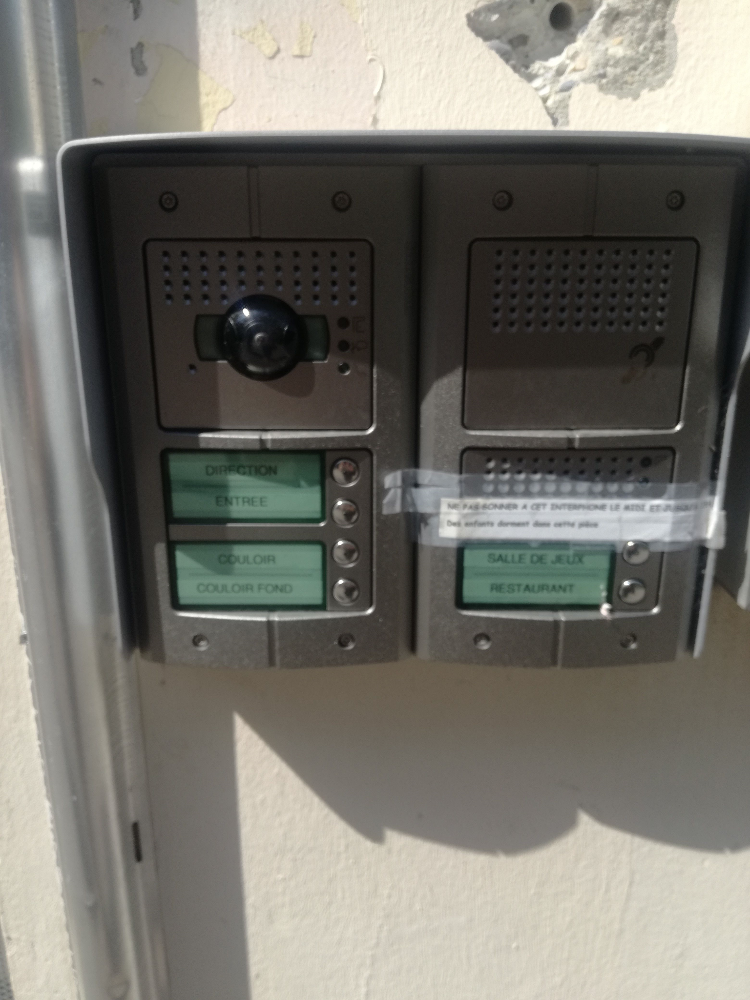 DIRECTION
ENTREE
COULOIR
COULOIR FOND
NE PAS SONNER A CET INTERPHONE LE MIDI ET JUSQU'A
Des enfants dorment dans cette pièce
SALLE DE JEUX
RESTAURANT